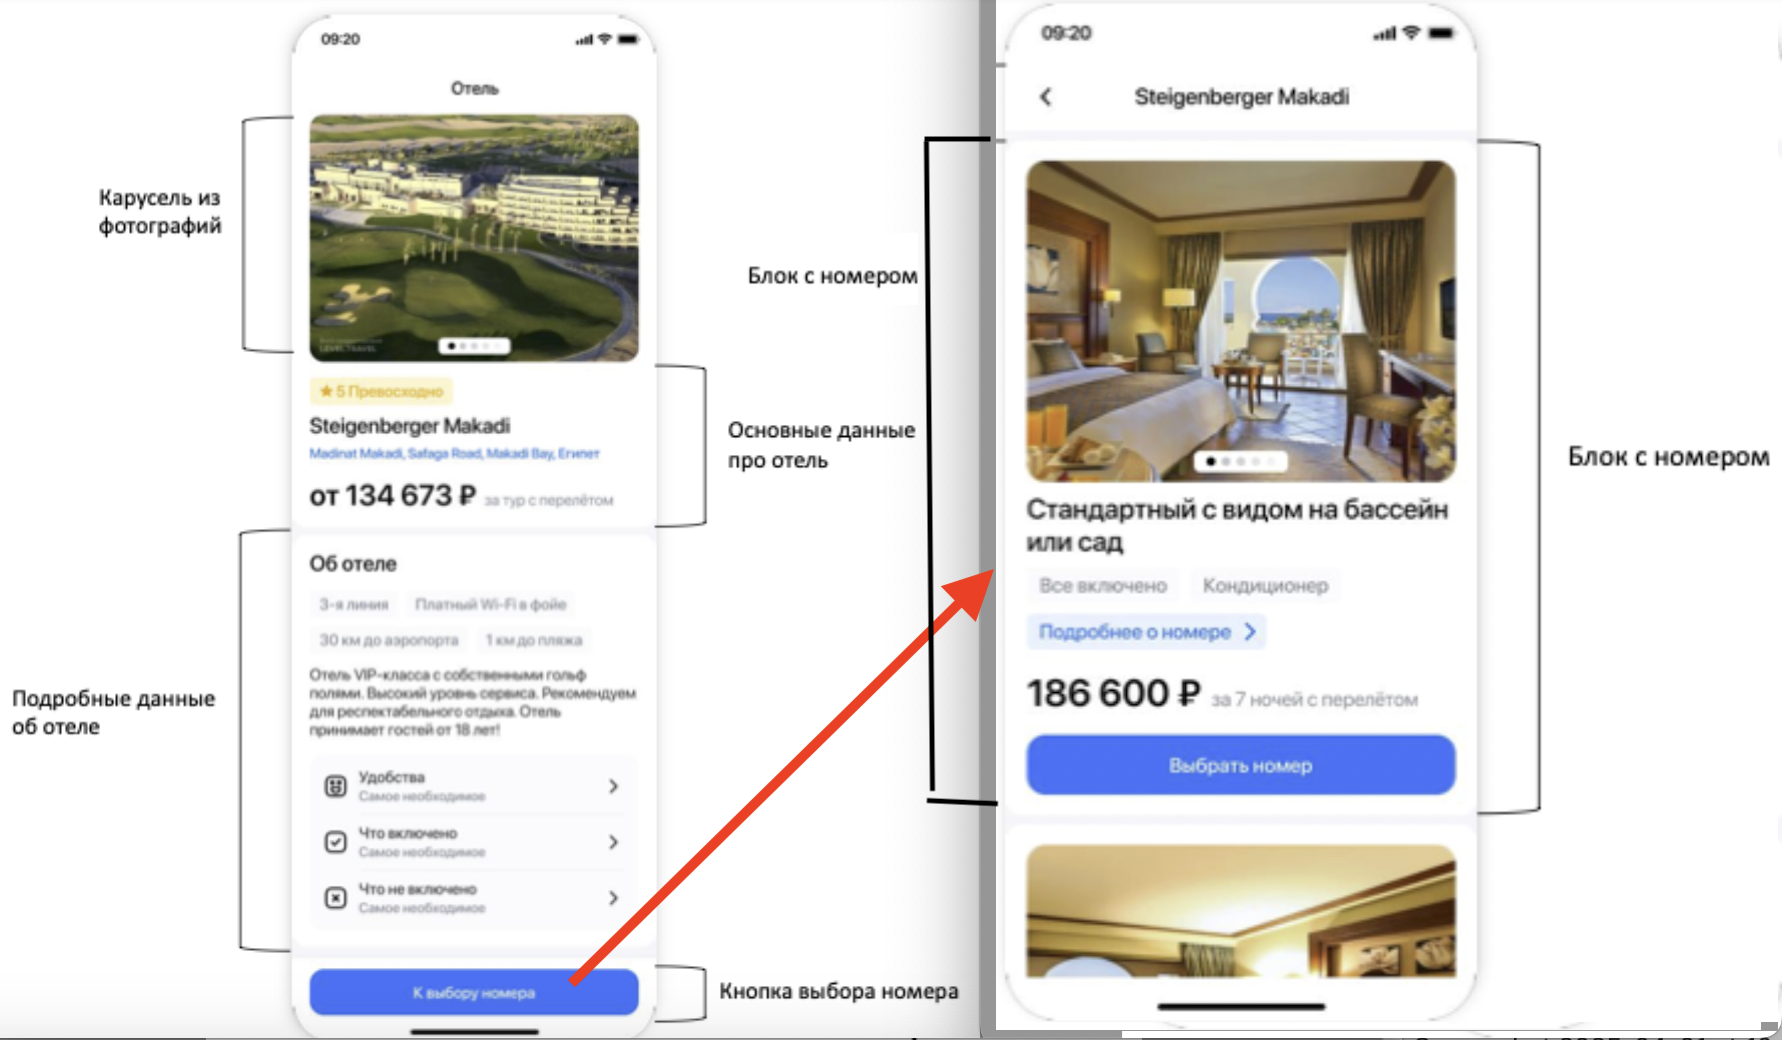 09:20
Отель
Карусель из
фотографий
LEVEL.TRAVEL
5 Превосходно
Steigenberger Makadi
Madinat Makadi, Safaga Road, Makadi Bay, Египет
от 134 673 ₽ за тур с перелётом
Основные данные
про отель
Об отеле
3-я линия
Платный Wi-Fi в фойе
30 км до аэропорта
1 км до пляжа
Отель VIP-класса с собственными гольф
полями. Высокий уровнь сервиса. Рекомендуем
для респектабельного отдыха. Отель
принимает гостей от 18 лет!
Подробные данные
об отеле
Удобства
Самое необходимое
Что включено
Самое необходимое
Что не включено
Самое необходимое
К выбору номера
Кнопка выбора номера
09:20
Steigenberger Makadi
Блок с номером
Стандартный с видом на бассейн
или сад
Все включено
Кондиционер
Подробнее о номере
186 600 ₽ за 7 ночей с перелётом
Выбрать номер
Блок с номером